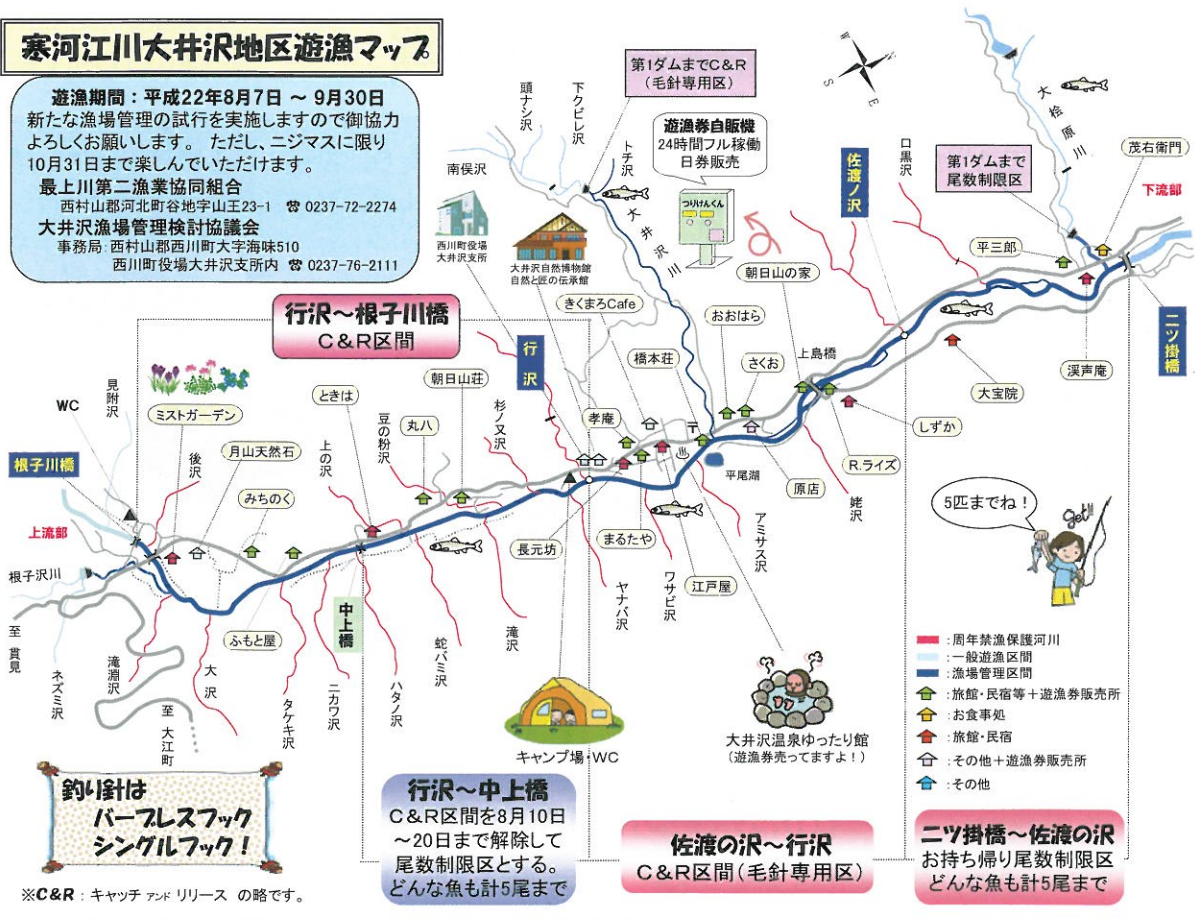 寒河江川大井沢地区遊漁マップ
遊漁期間：平成22年8月7日 ～ 9月30日
新たな漁場管理の試行を実施しますので御協力
よろしくお願いします。 ただし、ニジマスに限り
10月31日まで楽しんでいただけます。
最上川第二漁業協同組合
西村山郡河北町谷地字山王23-1 ☎ 0237-72-2274
大井沢漁場管理検討協議会
事務局：西村山郡西川町大字海味510
西川町役場大井沢支所内 ☎ 0237-76-2111
第1ダムまでC＆R
（毛針専用区）
遊漁券自販機
24時間フル稼働
日券販売
つりけんくん
N
W
S
E
頭ナシ沢
下クビレ沢
南俣沢
トチ沢
大井沢川
西川町役場
大井沢支所
大井沢自然博物館
自然と匠の伝承館
きくまろCafe
朝日山の家
佐渡ノ沢
口黒沢
第1ダムまで
尾数制限区
大桧原川
茂右衛門
下流部
平三郎
渓声庵
二ツ掛橋
大宝院
行沢～根子川橋
C＆R区間
行沢
橋本荘
おおはら
さくお
上島橋
しずか
R.ライズ
見附沢
WC
ミストガーデン
根子川橋
後沢
月山天然石
みちのく
上の沢
ときは
豆の粉沢
丸八
朝日山荘
杉ノ又沢
孝庵
〒
平尾湖
原店
姥沢
上流部
根子沢川
至 貫見
ネズミ沢
滝淵沢
至 大江町
大沢
ふもと屋
タケキ沢
ニカワ沢
中上橋
ハタノ沢
蛇バミ沢
滝沢
長元坊
まるたや
ヤナバ沢
ワサビ沢
江戸屋
アミサス沢
5匹までね！
get!!
キャンプ場・WC
大井沢温泉ゆったり館
（遊漁券売ってますよ！）
：周年禁漁保護河川
：一般遊漁区間
：漁場管理区間
：旅館・民宿等＋遊漁券販売所
：お食事処
：旅館・民宿
：その他＋遊漁券販売所
：その他
釣り針は
バーブレスフック
シングルフック！
行沢～中上橋
C＆R区間を8月10日
～20日まで解除して
尾数制限区とする。
どんな魚も計5尾まで
佐渡の沢～行沢
C＆R区間（毛針専用区）
二ツ掛橋～佐渡の沢
お持ち帰り尾数制限区
どんな魚も計5尾まで
※C＆R：キャッチ アンド リリース の略です。